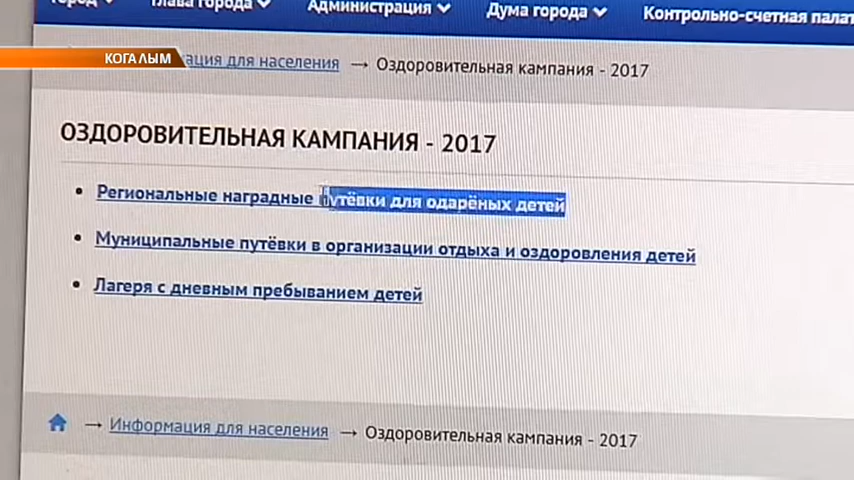 Глава города Администрация Дума города Контрольно-счетная
КОГАЛЫМ
для населения → Оздоровительная кампания - 2017
ОЗДОРОВИТЕЛЬНАЯ КАМПАНИЯ - 2017
Региональные наградные путёвки для одарёных детей
Муниципальные путёвки в организации отдыха и оздоровления детей
Лагеря с дневным пребыванием детей
→ Информация для населения → Оздоровительная кампания - 2017